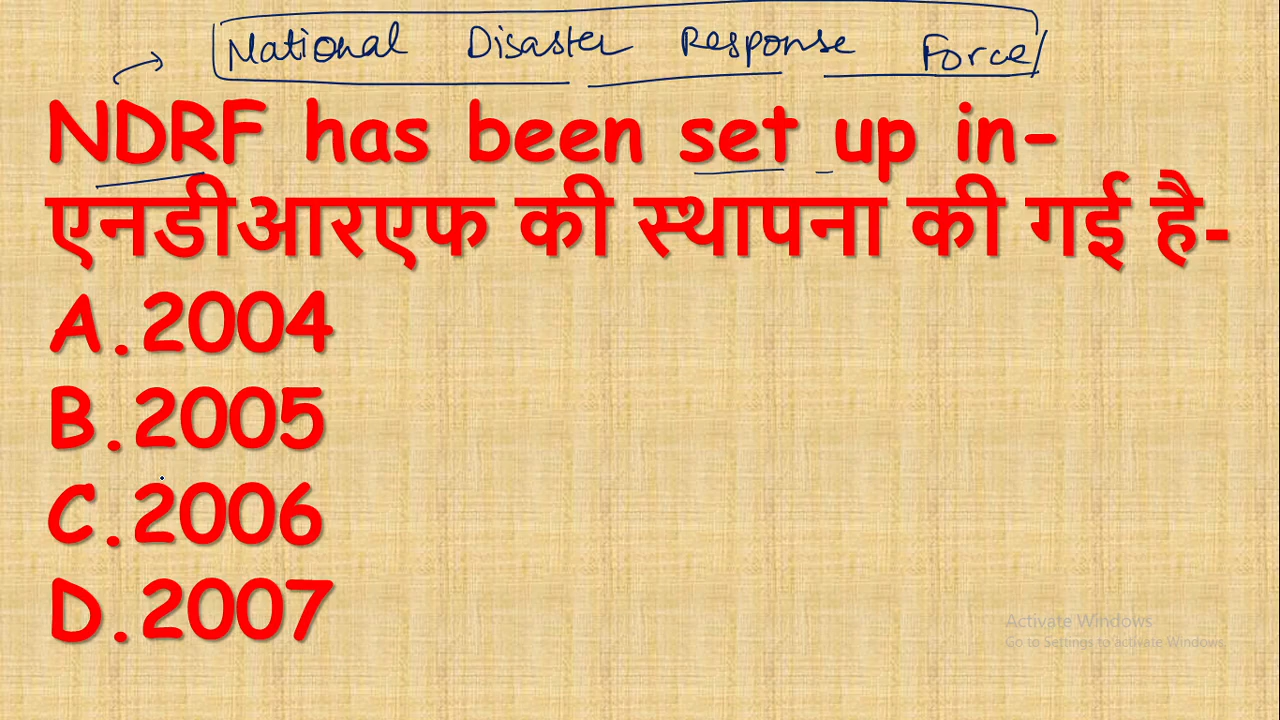 National Disaster Response Force
NDRF has been set up in-
एनडीआरएफ की स्थापना की गई है-
A.2004
B.2005
C.2006
D.2007
Activate Windows
Go to Settings to activate Windows.